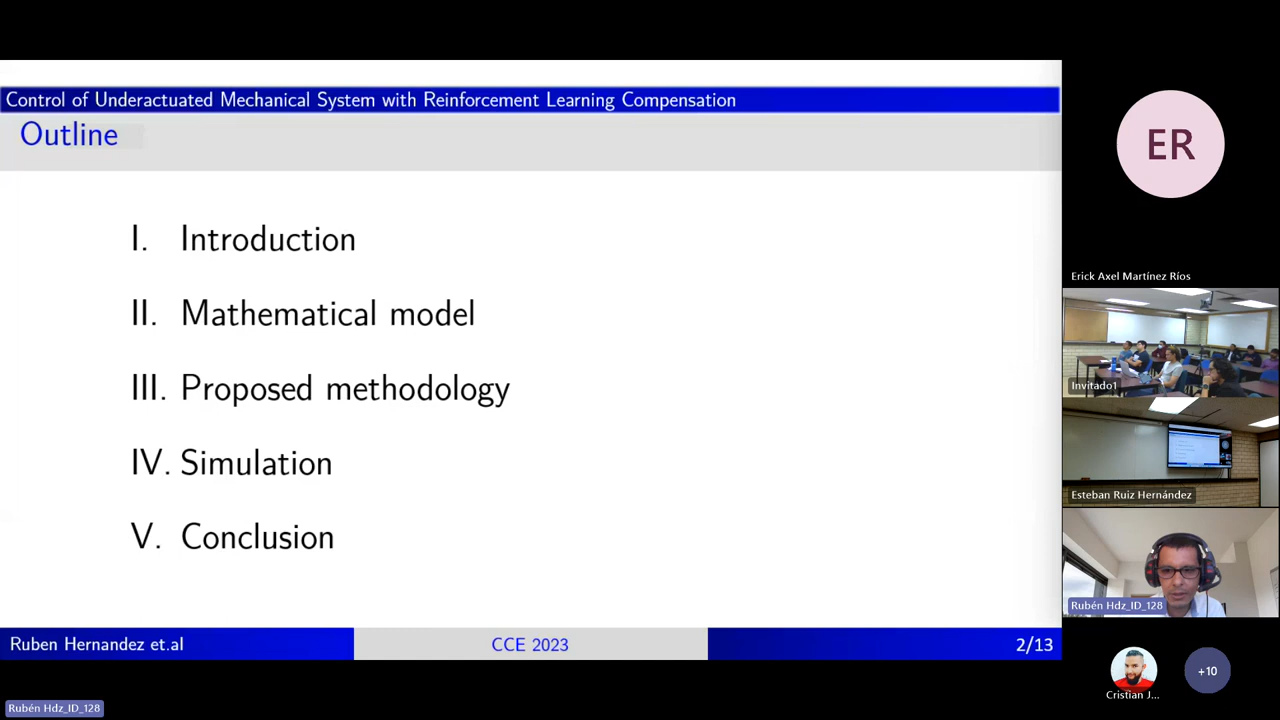 Control of Underactuated Mechanical System with Reinforcement Learning Compensation
Outline
I. Introduction
II. Mathematical model
III. Proposed methodology
IV. Simulation
V. Conclusion
Ruben Hernandez et.al
CCE 2023
2/13
Rubén Hdz_ID_128
ER
Erick Axel Martínez Ríos
Invitado1
Esteban Ruiz Hernández
Rubén Hdz_ID_128
Cristian J...
+10